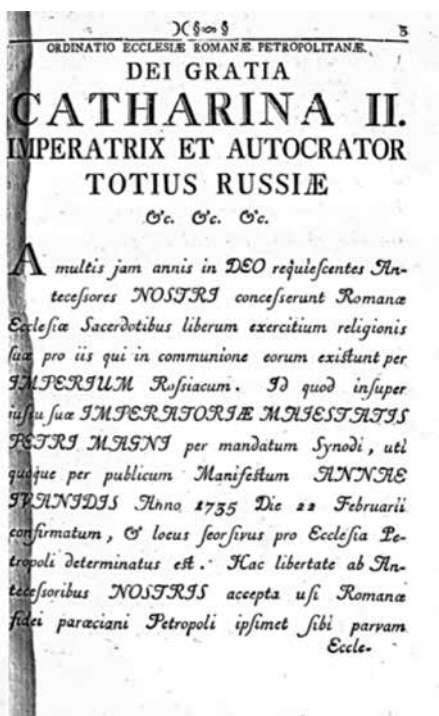 )( § ∞ § 3
ORDINATIO ECCLESIÆ ROMANÆ PETROPOLITANÆ.
DEI GRATIA
CATHARINA II.
IMPERATRIX ET AUTOCRATOR
TOTIUS RUSSIÆ
&c. &c. &c.
A multis jam annis in DEO requieſcentes An-
teceſſores NOSTRI conceſſerunt Romanæ
Eccleſiæ Sacerdotibus liberum exercitium religionis
ſuæ pro iis qui in communione eorum exiſtunt per
IMPERIUM Roſſiacum. Id quod inſuper
iuſſu ſuæ IMPERATORIÆ MAIESTATIS
PETRI MAGNI per mandatum Synodi, uti
quoque per publicum Manifeſtum ANNAE
IVANIDIS Anno 1735 Die 22 Februarii
confirmatum, & locus ſeorſivus pro Eccleſia Pe-
tropoli determinatus eſt. Hac libertate ab An-
teceſſoribus NOSTRIS accepta uſi Romanæ
fidei parœciani Petropoli ipſimet ſibi parvam
Eccle-